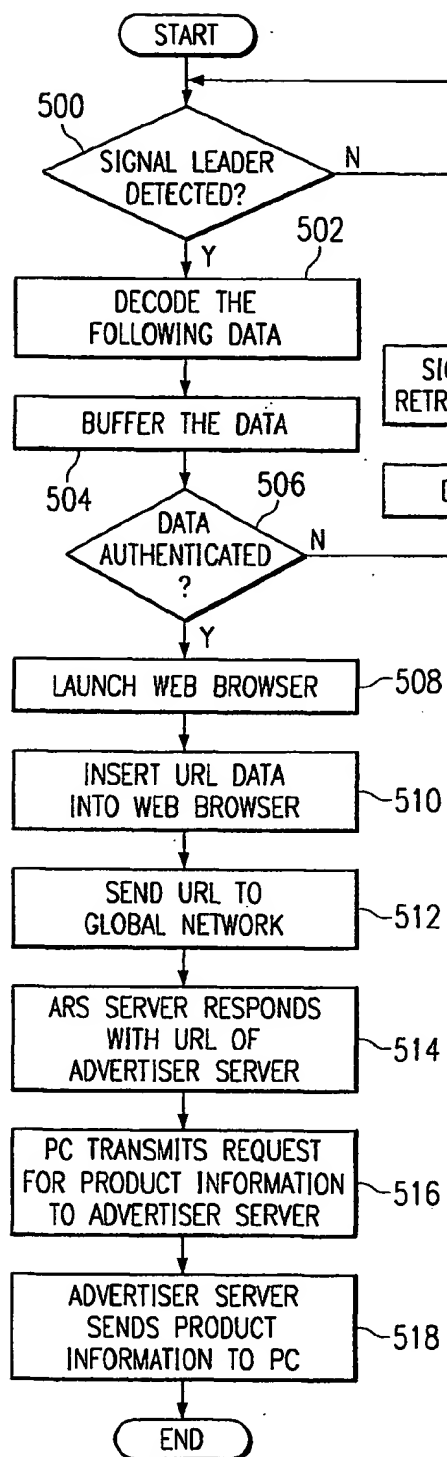 START
500
SIGNAL LEADER
DETECTED?
N
Y
502
DECODE THE
FOLLOWING DATA
BUFFER THE DATA
504
506
DATA
AUTHENTICATED
?
N
Y
LAUNCH WEB BROWSER
508
INSERT URL DATA
INTO WEB BROWSER
510
SEND URL TO
GLOBAL NETWORK
512
ARS SERVER RESPONDS
WITH URL OF
ADVERTISER SERVER
514
PC TRANSMITS REQUEST
FOR PRODUCT INFORMATION
TO ADVERTISER SERVER
516
ADVERTISER SERVER
SENDS PRODUCT
INFORMATION TO PC
518
END